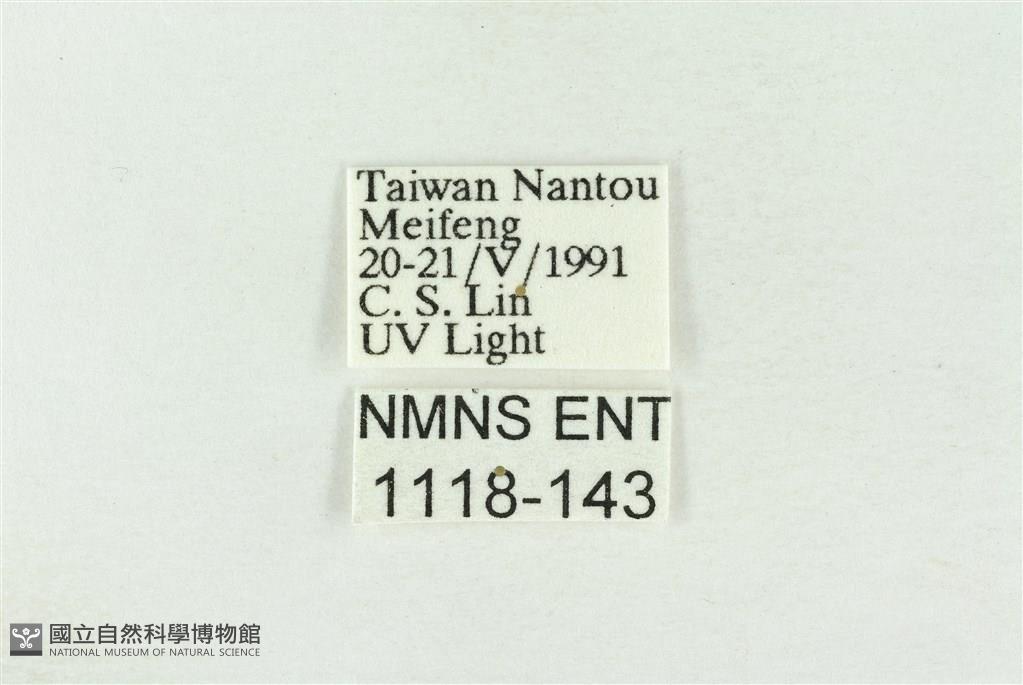 Taiwan Nantou
Meifeng
20-21/V/1991
C. S. Lin
UV Light
NMNS ENT
1118-143
國立自然科學博物館
NATIONAL MUSEUM OF NATURAL SCIENCE